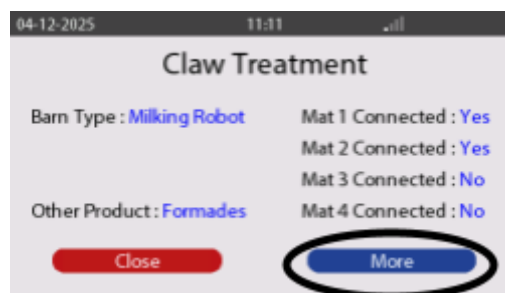 04-12-2025 11:11
Claw Treatment
Barn Type : Milking Robot Mat 1 Connected : Yes
Mat 2 Connected : Yes
Mat 3 Connected : No
Other Product : Formades Mat 4 Connected : No
Close More